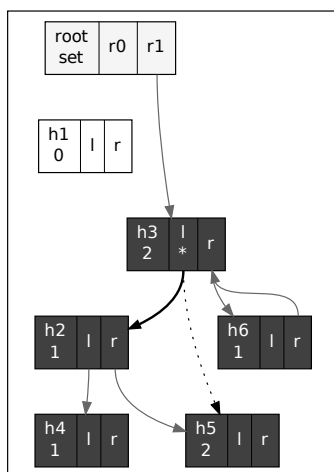 root set r0 r1
h1 0 l r
h3 2 l * r
h2 1 l r
h6 1 l r
h4 1 l r
h5 2 l r